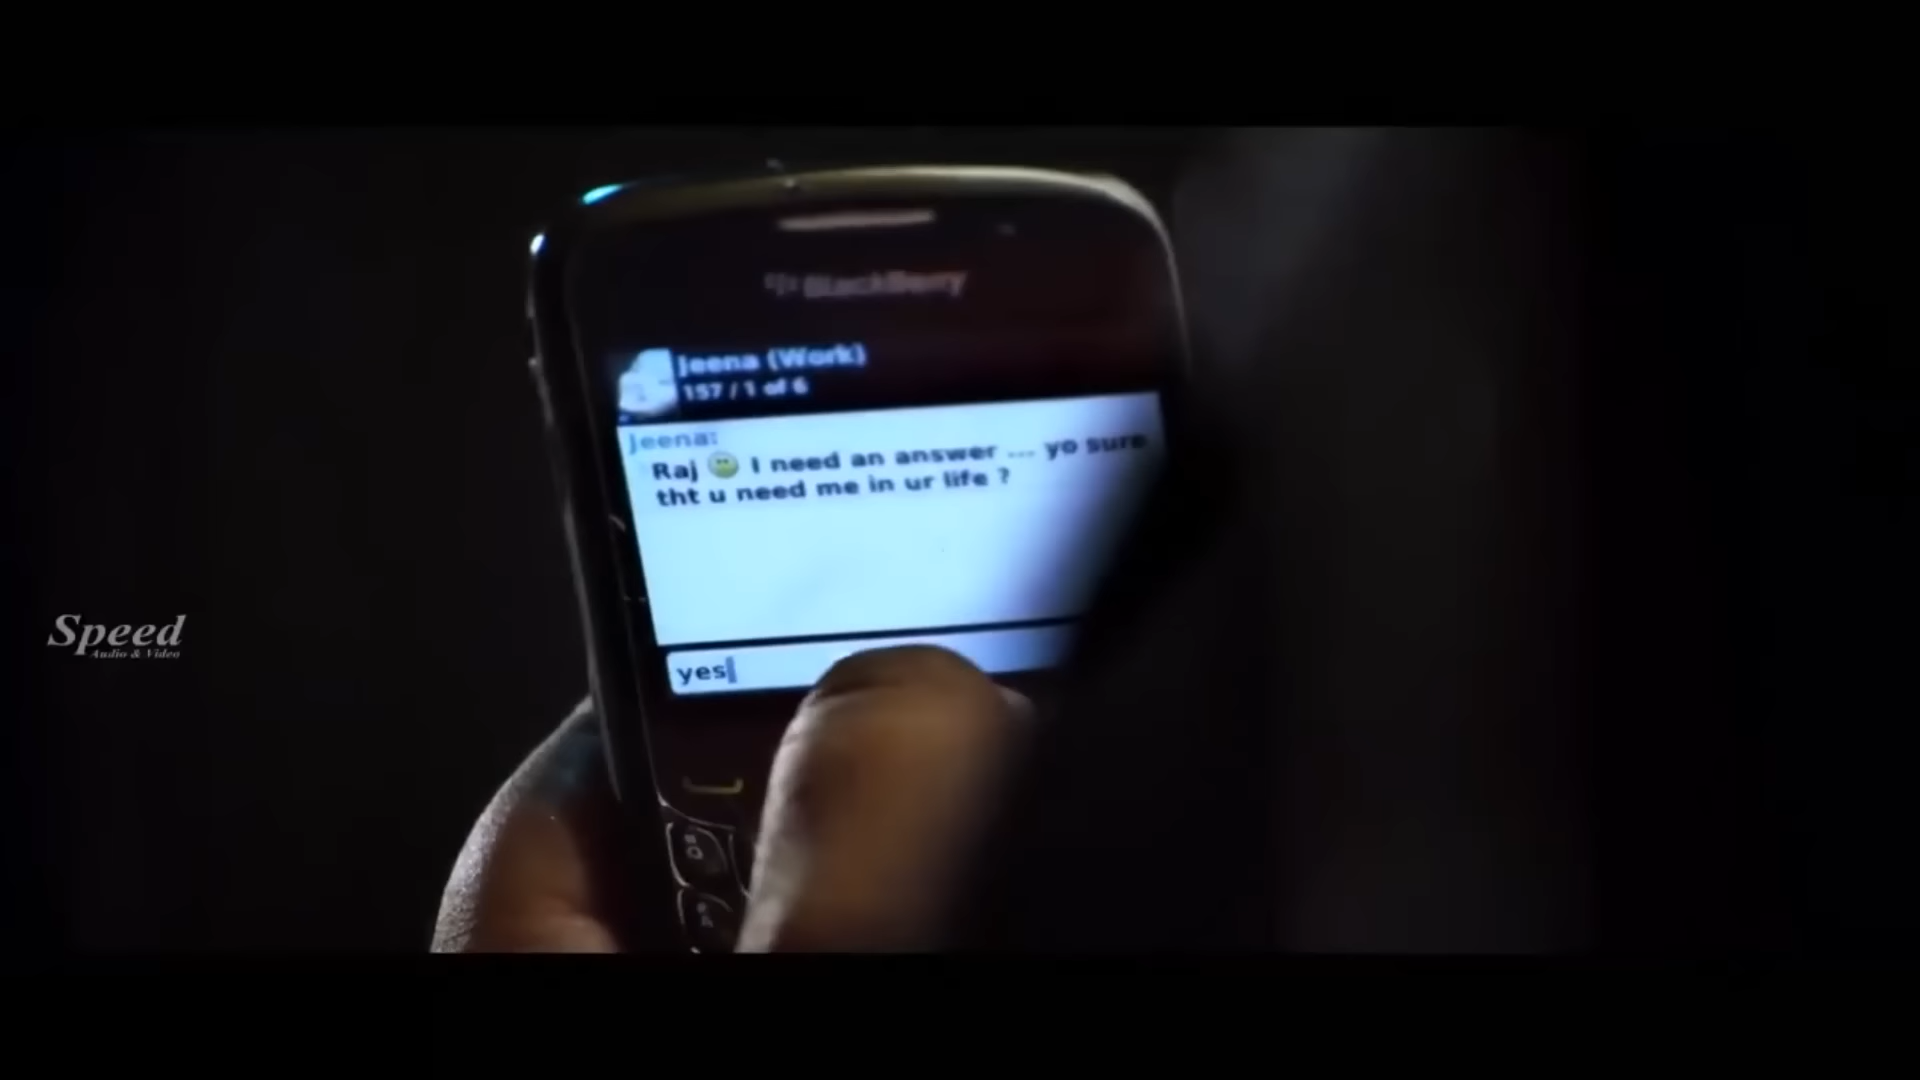 BlackBerry
Jeena (Work)
157 / 1 of 6
Jeena:
Raj I need an answer ... yo sure
tht u need me in ur life ?
yes
Speed
Audio & Video